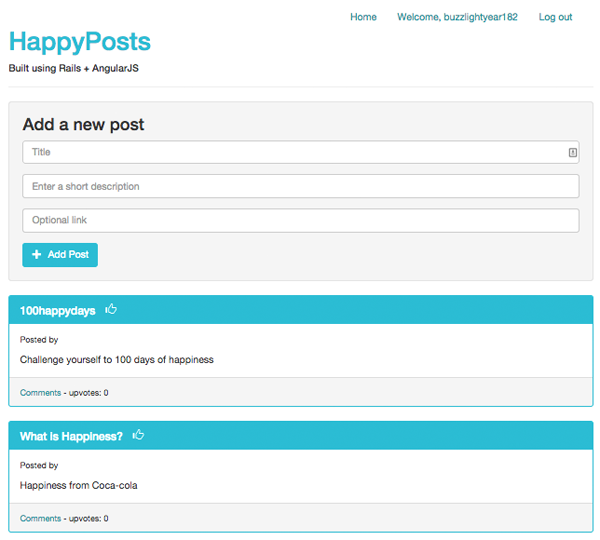 Home Welcome, buzzlightyear182 Log out
HappyPosts
Built using Rails + AngularJS
Add a new post
Title
Enter a short description
Optional link
+ Add Post
100happydays
Posted by
Challenge yourself to 100 days of happiness
Comments - upvotes: 0
What is Happiness?
Posted by
Happiness from Coca-cola
Comments - upvotes: 0